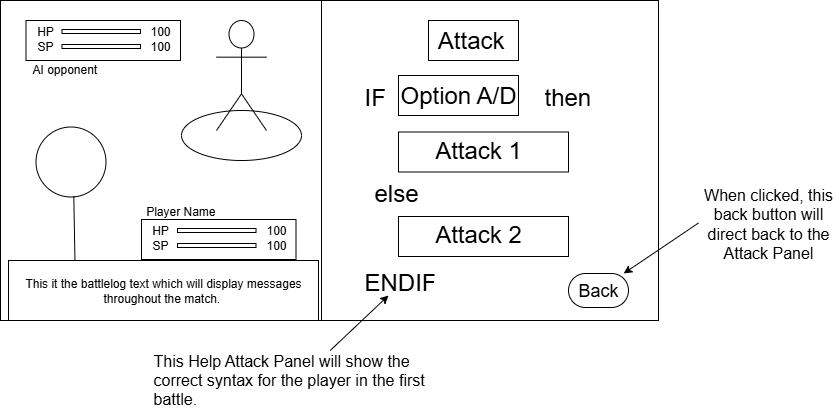 HP 100
SP 100
AI opponent
Player Name
HP 100
SP 100
This it the battlelog text which will display messages
throughout the match.
Attack
IF Option A/D then
Attack 1
else
Attack 2
ENDIF
Back
When clicked, this
back button will
direct back to the
Attack Panel
This Help Attack Panel will show the
correct syntax for the player in the first
battle.